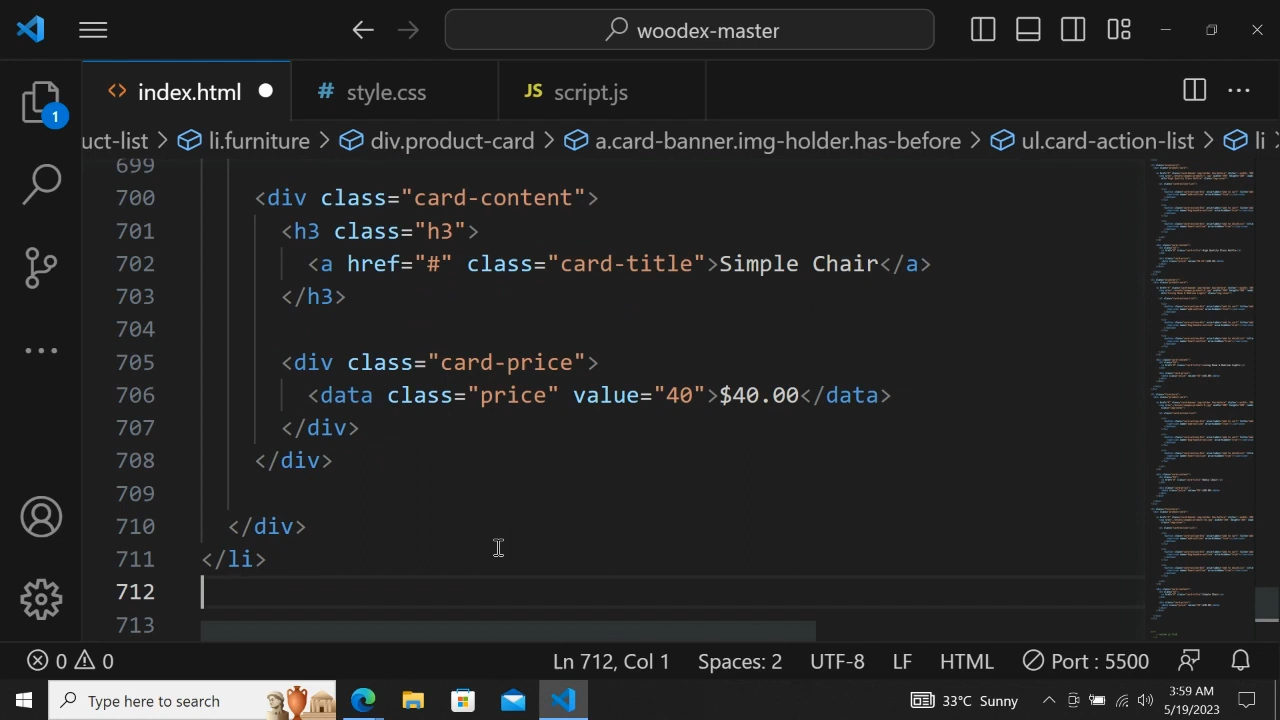 woodex-master
index.html
# style.css
JS script.js
uct-list > li.furniture > div.product-card > a.card-banner.img-holder.has-before > ul.card-action-list > li
1
699
700 <div class="card-content">
701 <h3 class="h3">
702 <a href="#" class="card-title">Smple Chair</a>
703 </h3>
704
705 <div class="card-price">
706 <data class="price" value="40">$40.00</data>
707 </div>
708 </div>
709
710 </div>
711 </li>
712
713
0 0 Ln 712, Col 1 Spaces: 2 UTF-8 LF HTML Port : 5500
Type here to search
33°C Sunny
3:59 AM
5/19/2023